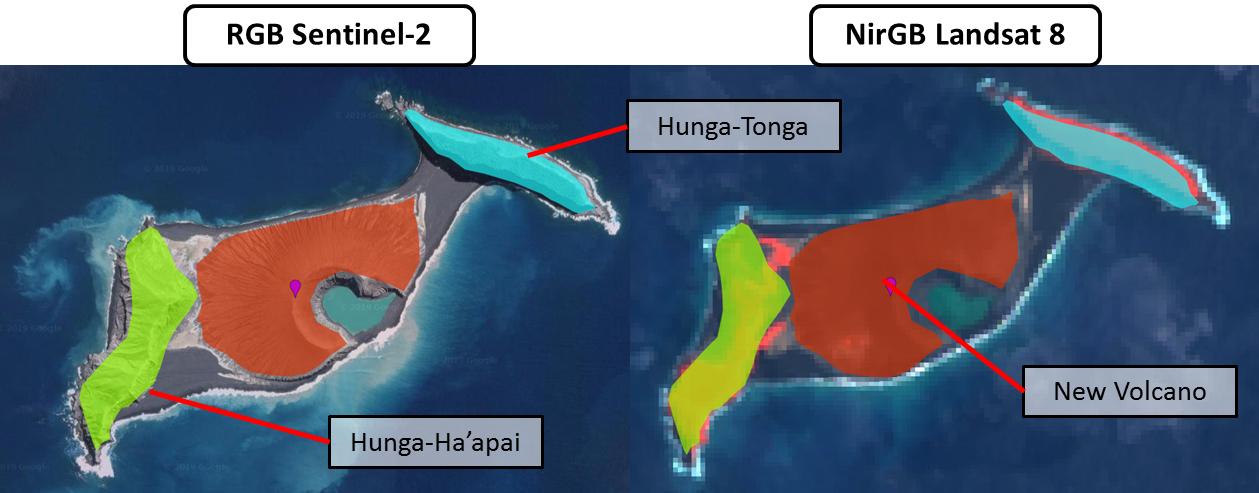 RGB Sentinel-2
NirGB Landsat 8
Hunga-Tonga
New Volcano
Hunga-Ha’apai